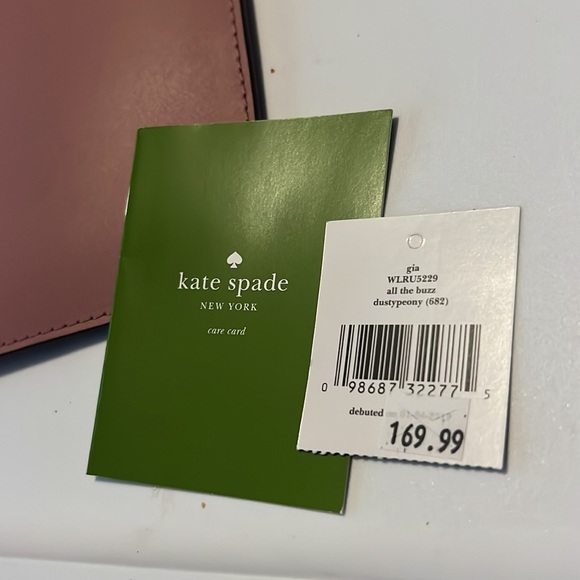 kate spade
NEW YORK
care card
gia
WLRU5229
all the buzz
dustypeony (682)
0 98687 32277 5
debuted
169.99